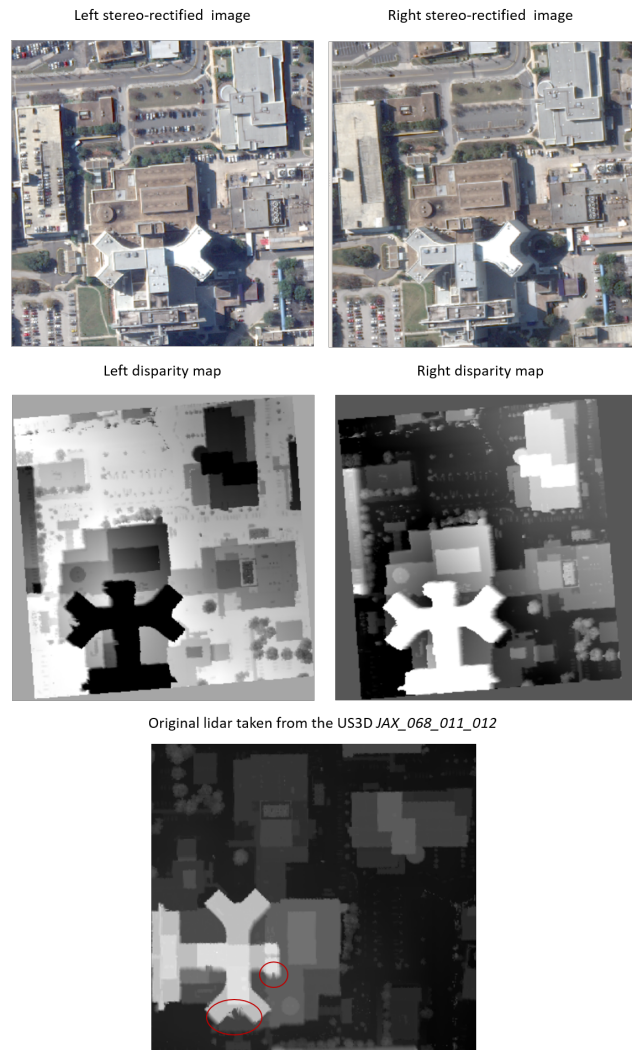 Left stereo-rectified image
Right stereo-rectified image
Left disparity map
Right disparity map
Original lidar taken from the US3D JAX_068_011_012